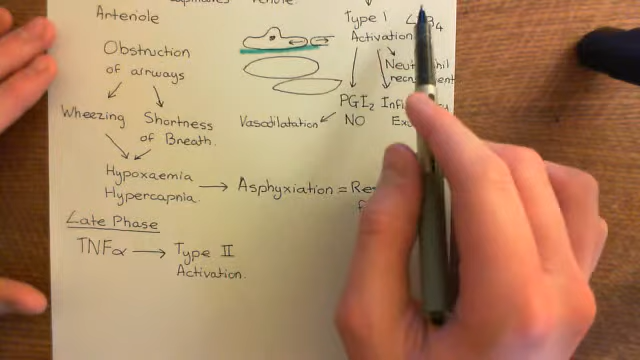 Arteriole
Obstruction
of airways
Wheezing Shortness
of Breath.
Hypoxaemia
Hypercapnia
Asphyxiation =
Type I
Activation
Neutrophil
PGI₂
NO
Vasodilatation
Late Phase
TNFα → Type II
Activation.